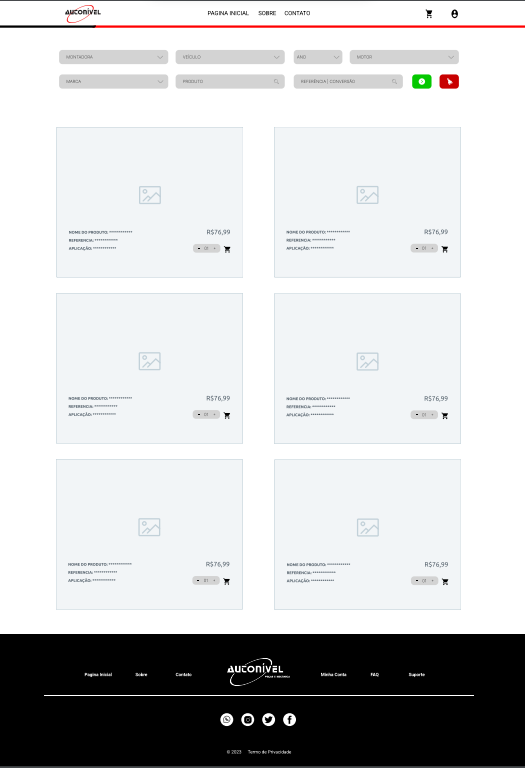 AUTONÍVEL
PAGINA INICIAL SOBRE CONTATO
MONTADORA VEÍCULO ANO MOTOR
MARCA PRODUTO REFERÊNCIA | CONVERSÃO
NOME DO PRODUTO: ************ R$76,99
REFERENCIA: ************
APLICAÇÃO: ************ - 01 +
NOME DO PRODUTO: ************ R$76,99
REFERENCIA: ************
APLICAÇÃO: ************ - 01 +
NOME DO PRODUTO: ************ R$76,99
REFERENCIA: ************
APLICAÇÃO: ************ - 01 +
NOME DO PRODUTO: ************ R$76,99
REFERENCIA: ************
APLICAÇÃO: ************ - 01 +
NOME DO PRODUTO: ************ R$76,99
REFERENCIA: ************
APLICAÇÃO: ************ - 01 +
NOME DO PRODUTO: ************ R$76,99
REFERENCIA: ************
APLICAÇÃO: ************ - 01 +
AUTONÍVEL
Pagina Inicial Sobre Contato Minha Conta FAQ Suporte
© 2023 Termo de Privacidade